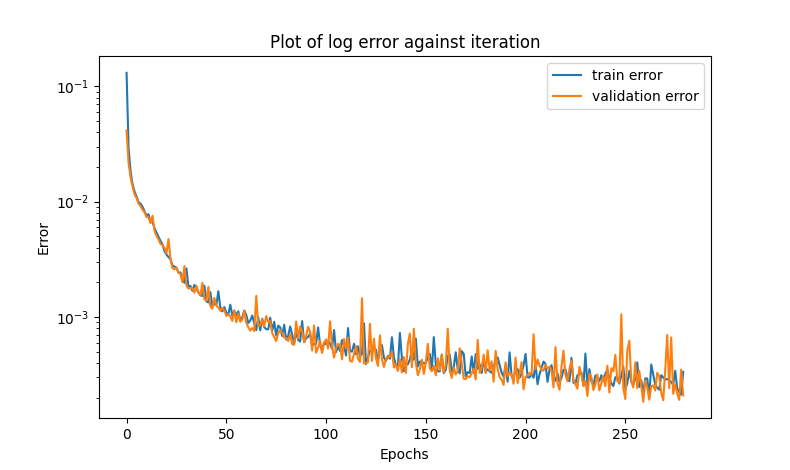 Plot of log error against iteration
train error
validation error
Error
10⁻¹
10⁻²
10⁻³
0
50
100
150
200
250
Epochs